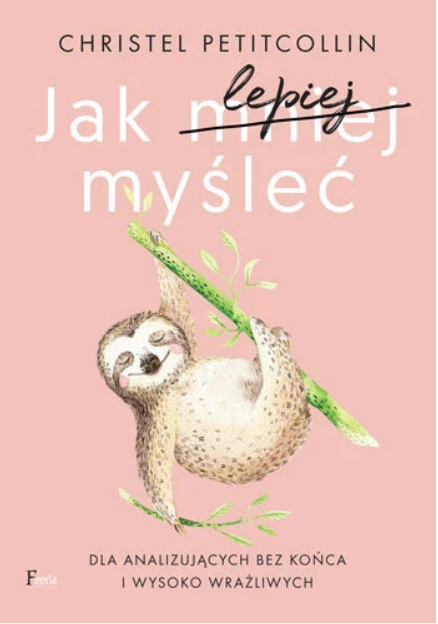 CHRISTEL PETITCOLLIN
lepiej
Jak mniej
myśleć
DLA ANALIZUJĄCYCH BEZ KOŃCA
I WYSOKO WRAŻLIWYCH
Feeria